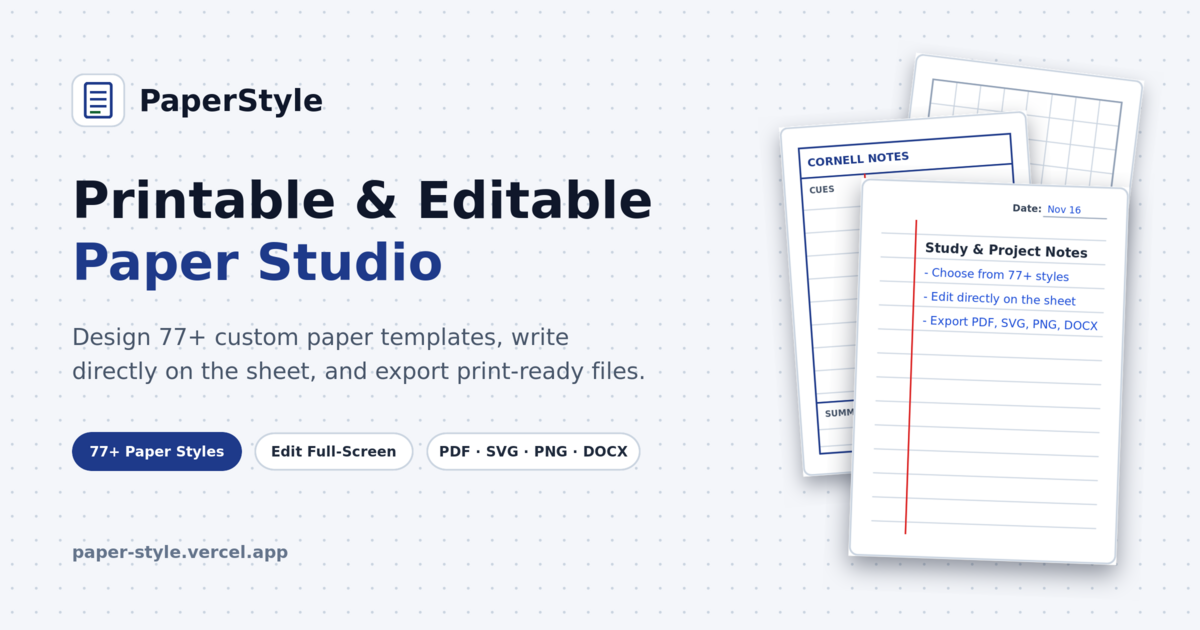 PaperStyle
Printable & Editable
Paper Studio
Design 77+ custom paper templates, write
directly on the sheet, and export print-ready files.
77+ Paper Styles
Edit Full-Screen
PDF · SVG · PNG · DOCX
paper-style.vercel.app
CORNELL NOTES
CUES
SUMM
Date: Nov 16
Study & Project Notes
- Choose from 77+ styles
- Edit directly on the sheet
- Export PDF, SVG, PNG, DOCX